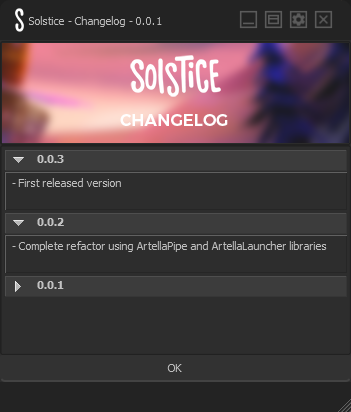 Solstice - Changelog - 0.0.1
SOLSTICE
CHANGELOG
0.0.3
- First released version
0.0.2
- Complete refactor using ArtellaPipe and ArtellaLauncher libraries
0.0.1
OK